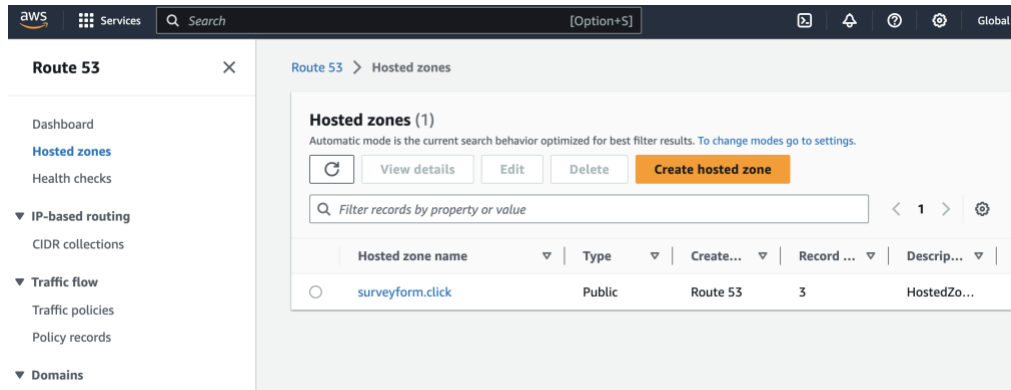 aws Services Search [Option+S] Global
Route 53
Dashboard
Hosted zones
Health checks
IP-based routing
CIDR collections
Traffic flow
Traffic policies
Policy records
Domains
Route 53 > Hosted zones
Hosted zones (1)
Automatic mode is the current search behavior optimized for best filter results. To change modes go to settings.
View details Edit Delete Create hosted zone
Filter records by property or value < 1 >
Hosted zone name Type Create... Record ... Descrip...
surveyform.click Public Route 53 3 HostedZo...